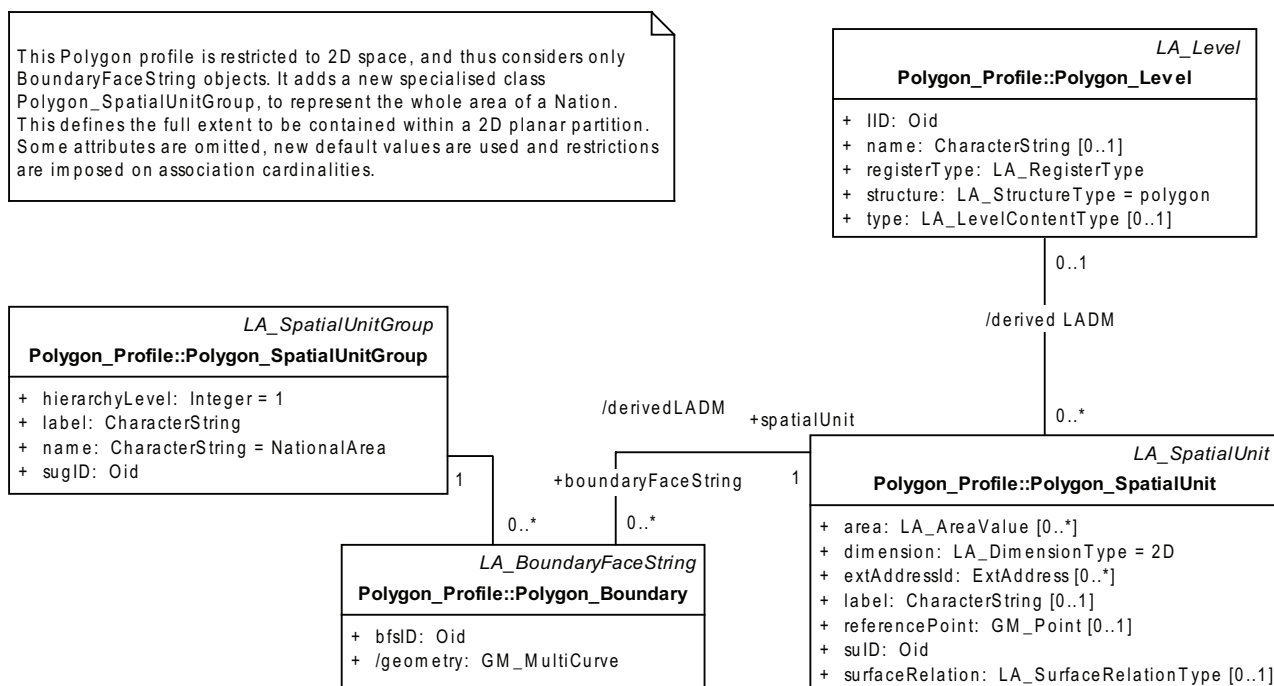 This Polygon profile is restricted to 2D space, and thus considers only
BoundaryFaceString objects. It adds a new specialised class
Polygon_SpatialUnitGroup, to represent the whole area of a Nation.
This defines the full extent to be contained within a 2D planar partition.
Some attributes are omitted, new default values are used and restrictions
are imposed on association cardinalities.
LA_Level
Polygon_Profile::Polygon_Level
+ lID: Oid
+ name: CharacterString [0..1]
+ registerType: LA_RegisterType
+ structure: LA_StructureType = polygon
+ type: LA_LevelContentType [0..1]
0..1
/derived LADM
0..*
LA_SpatialUnitGroup
Polygon_Profile::Polygon_SpatialUnitGroup
+ hierarchyLevel: Integer = 1
+ label: CharacterString
+ name: CharacterString = NationalArea
+ sugID: Oid
1
0..*
/derivedLADM
+spatialUnit
1
+boundaryFaceString
0..*
LA_BoundaryFaceString
Polygon_Profile::Polygon_Boundary
+ bfsID: Oid
+ /geometry: GM_MultiCurve
LA_SpatialUnit
Polygon_Profile::Polygon_SpatialUnit
+ area: LA_AreaValue [0..*]
+ dimension: LA_DimensionType = 2D
+ extAddressId: ExtAddress [0..*]
+ label: CharacterString [0..1]
+ referencePoint: GM_Point [0..1]
+ suID: Oid
+ surfaceRelation: LA_SurfaceRelationType [0..1]